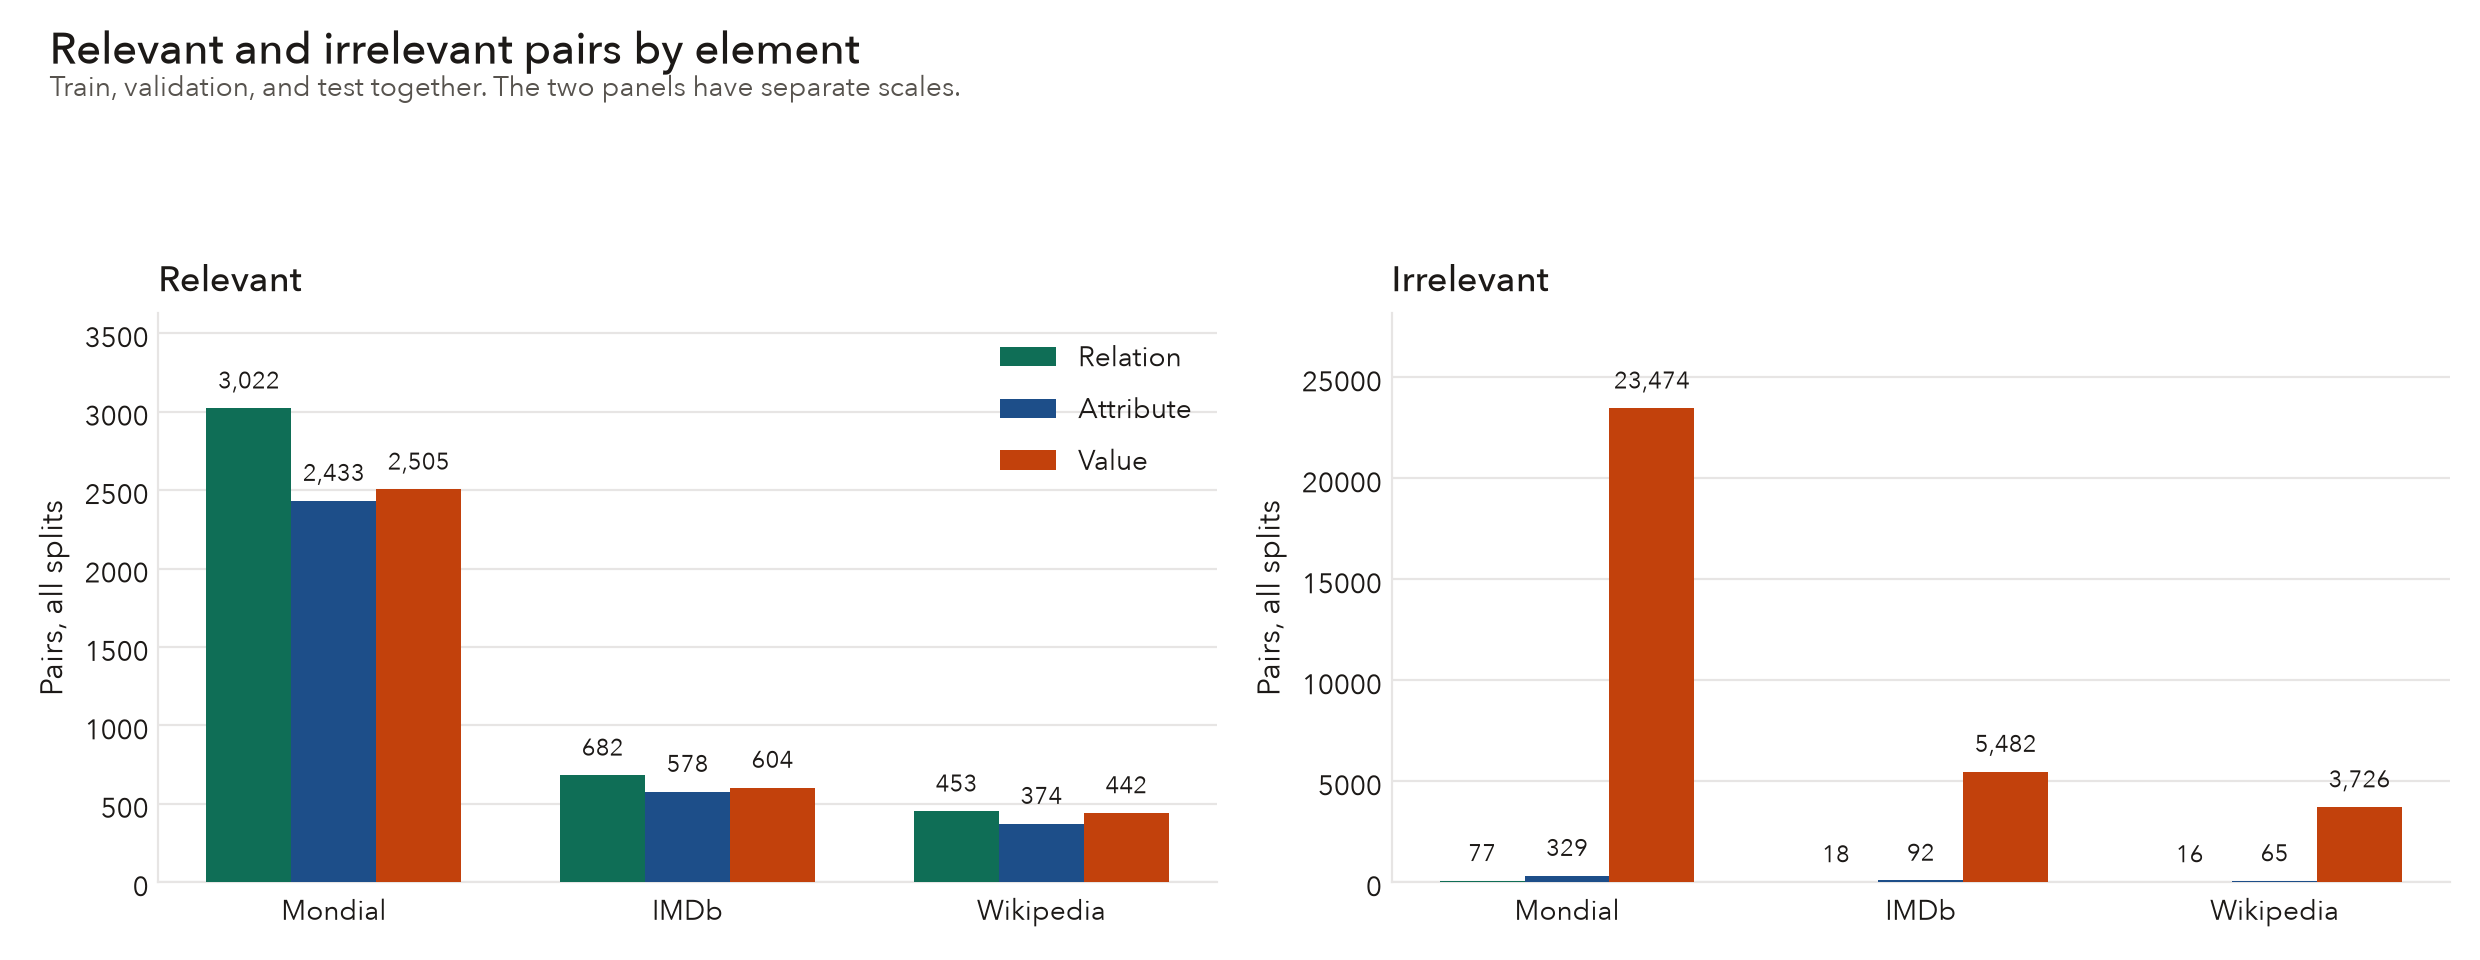 Relevant and irrelevant pairs by element
Train, validation, and test together. The two panels have separate scales.
Relevant
Pairs, all splits
3500
3000
2500
2000
1500
1000
500
0
3,022
2,433
2,505
682
578
604
453
374
442
Relation
Attribute
Value
Mondial
IMDb
Wikipedia
Irrelevant
Pairs, all splits
25000
20000
15000
10000
5000
0
77
329
23,474
18
92
5,482
16
65
3,726
Mondial
IMDb
Wikipedia